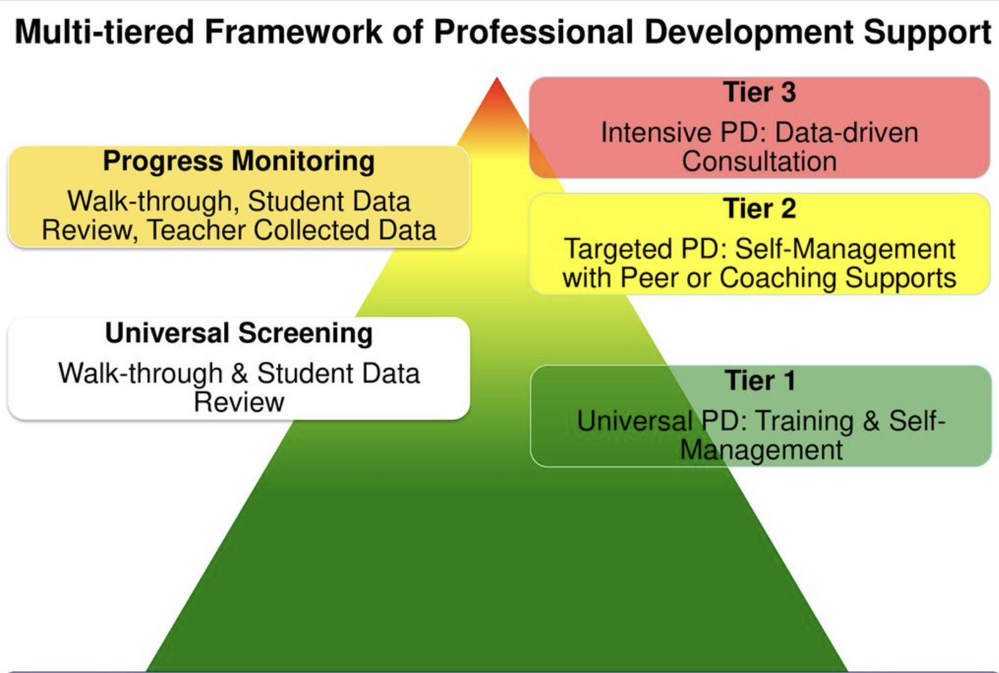 Multi-tiered Framework of Professional Development Support
Tier 3
Intensive PD: Data-driven
Consultation
Progress Monitoring
Walk-through, Student Data
Review, Teacher Collected Data
Tier 2
Targeted PD: Self-Management
with Peer or Coaching Supports
Universal Screening
Walk-through & Student Data
Review
Tier 1
Universal PD: Training & Self-
Management